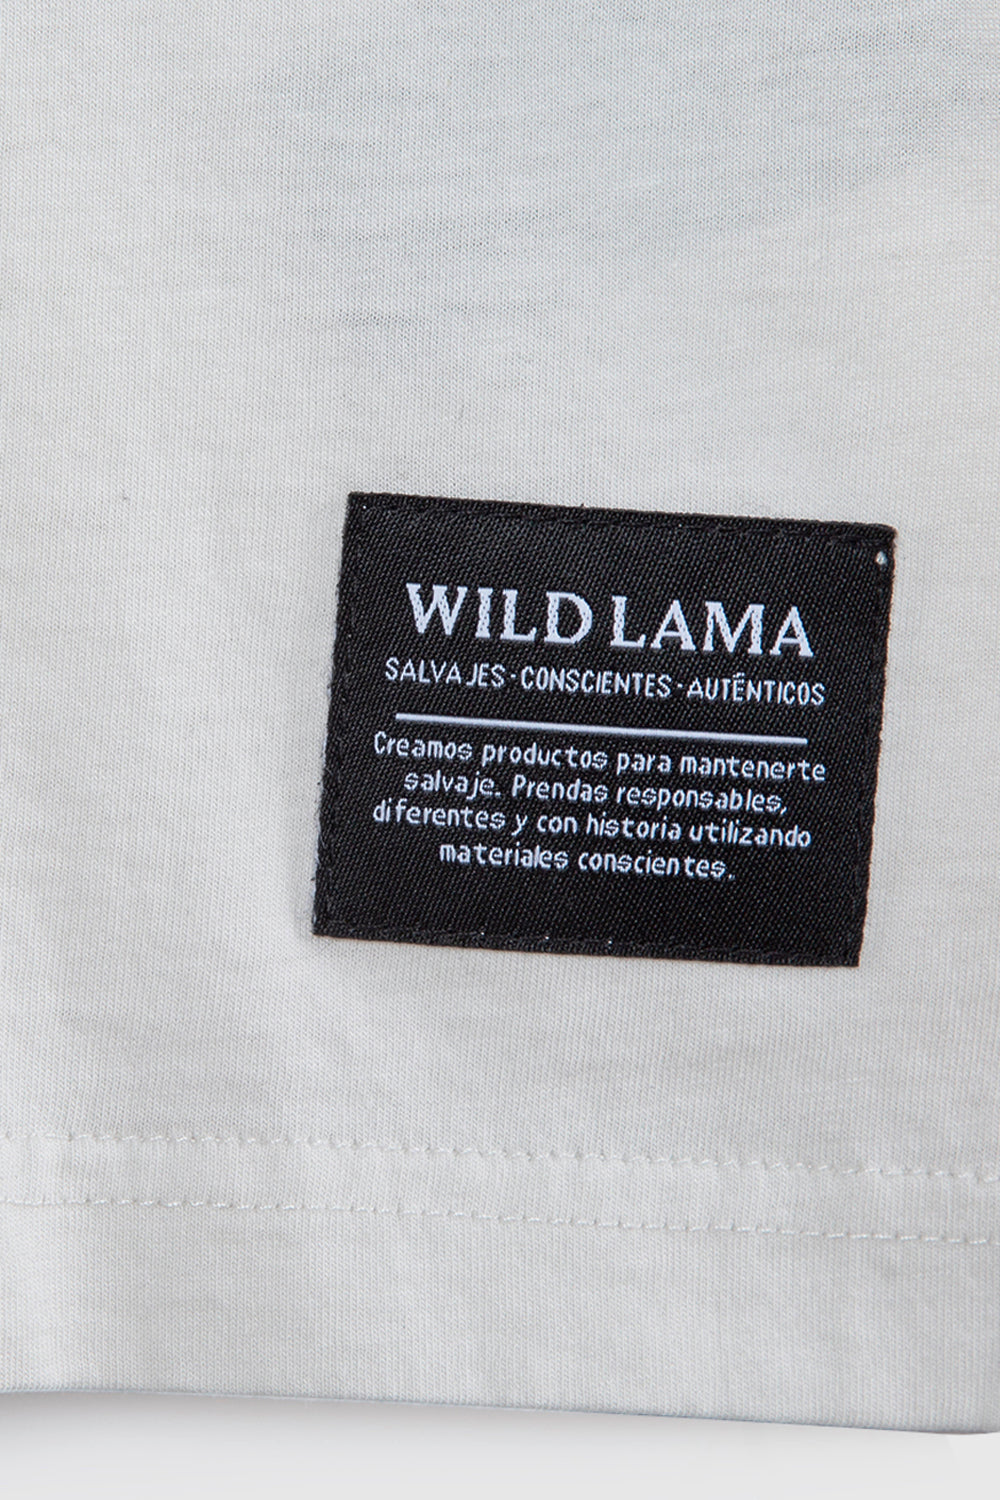 WILD LAMA
SALVAJES · CONSCIENTES · AUTÉNTICOS
Creamos productos para mantenerte
salvaje. Prendas responsables,
diferentes y con historia utilizando
materiales conscientes.